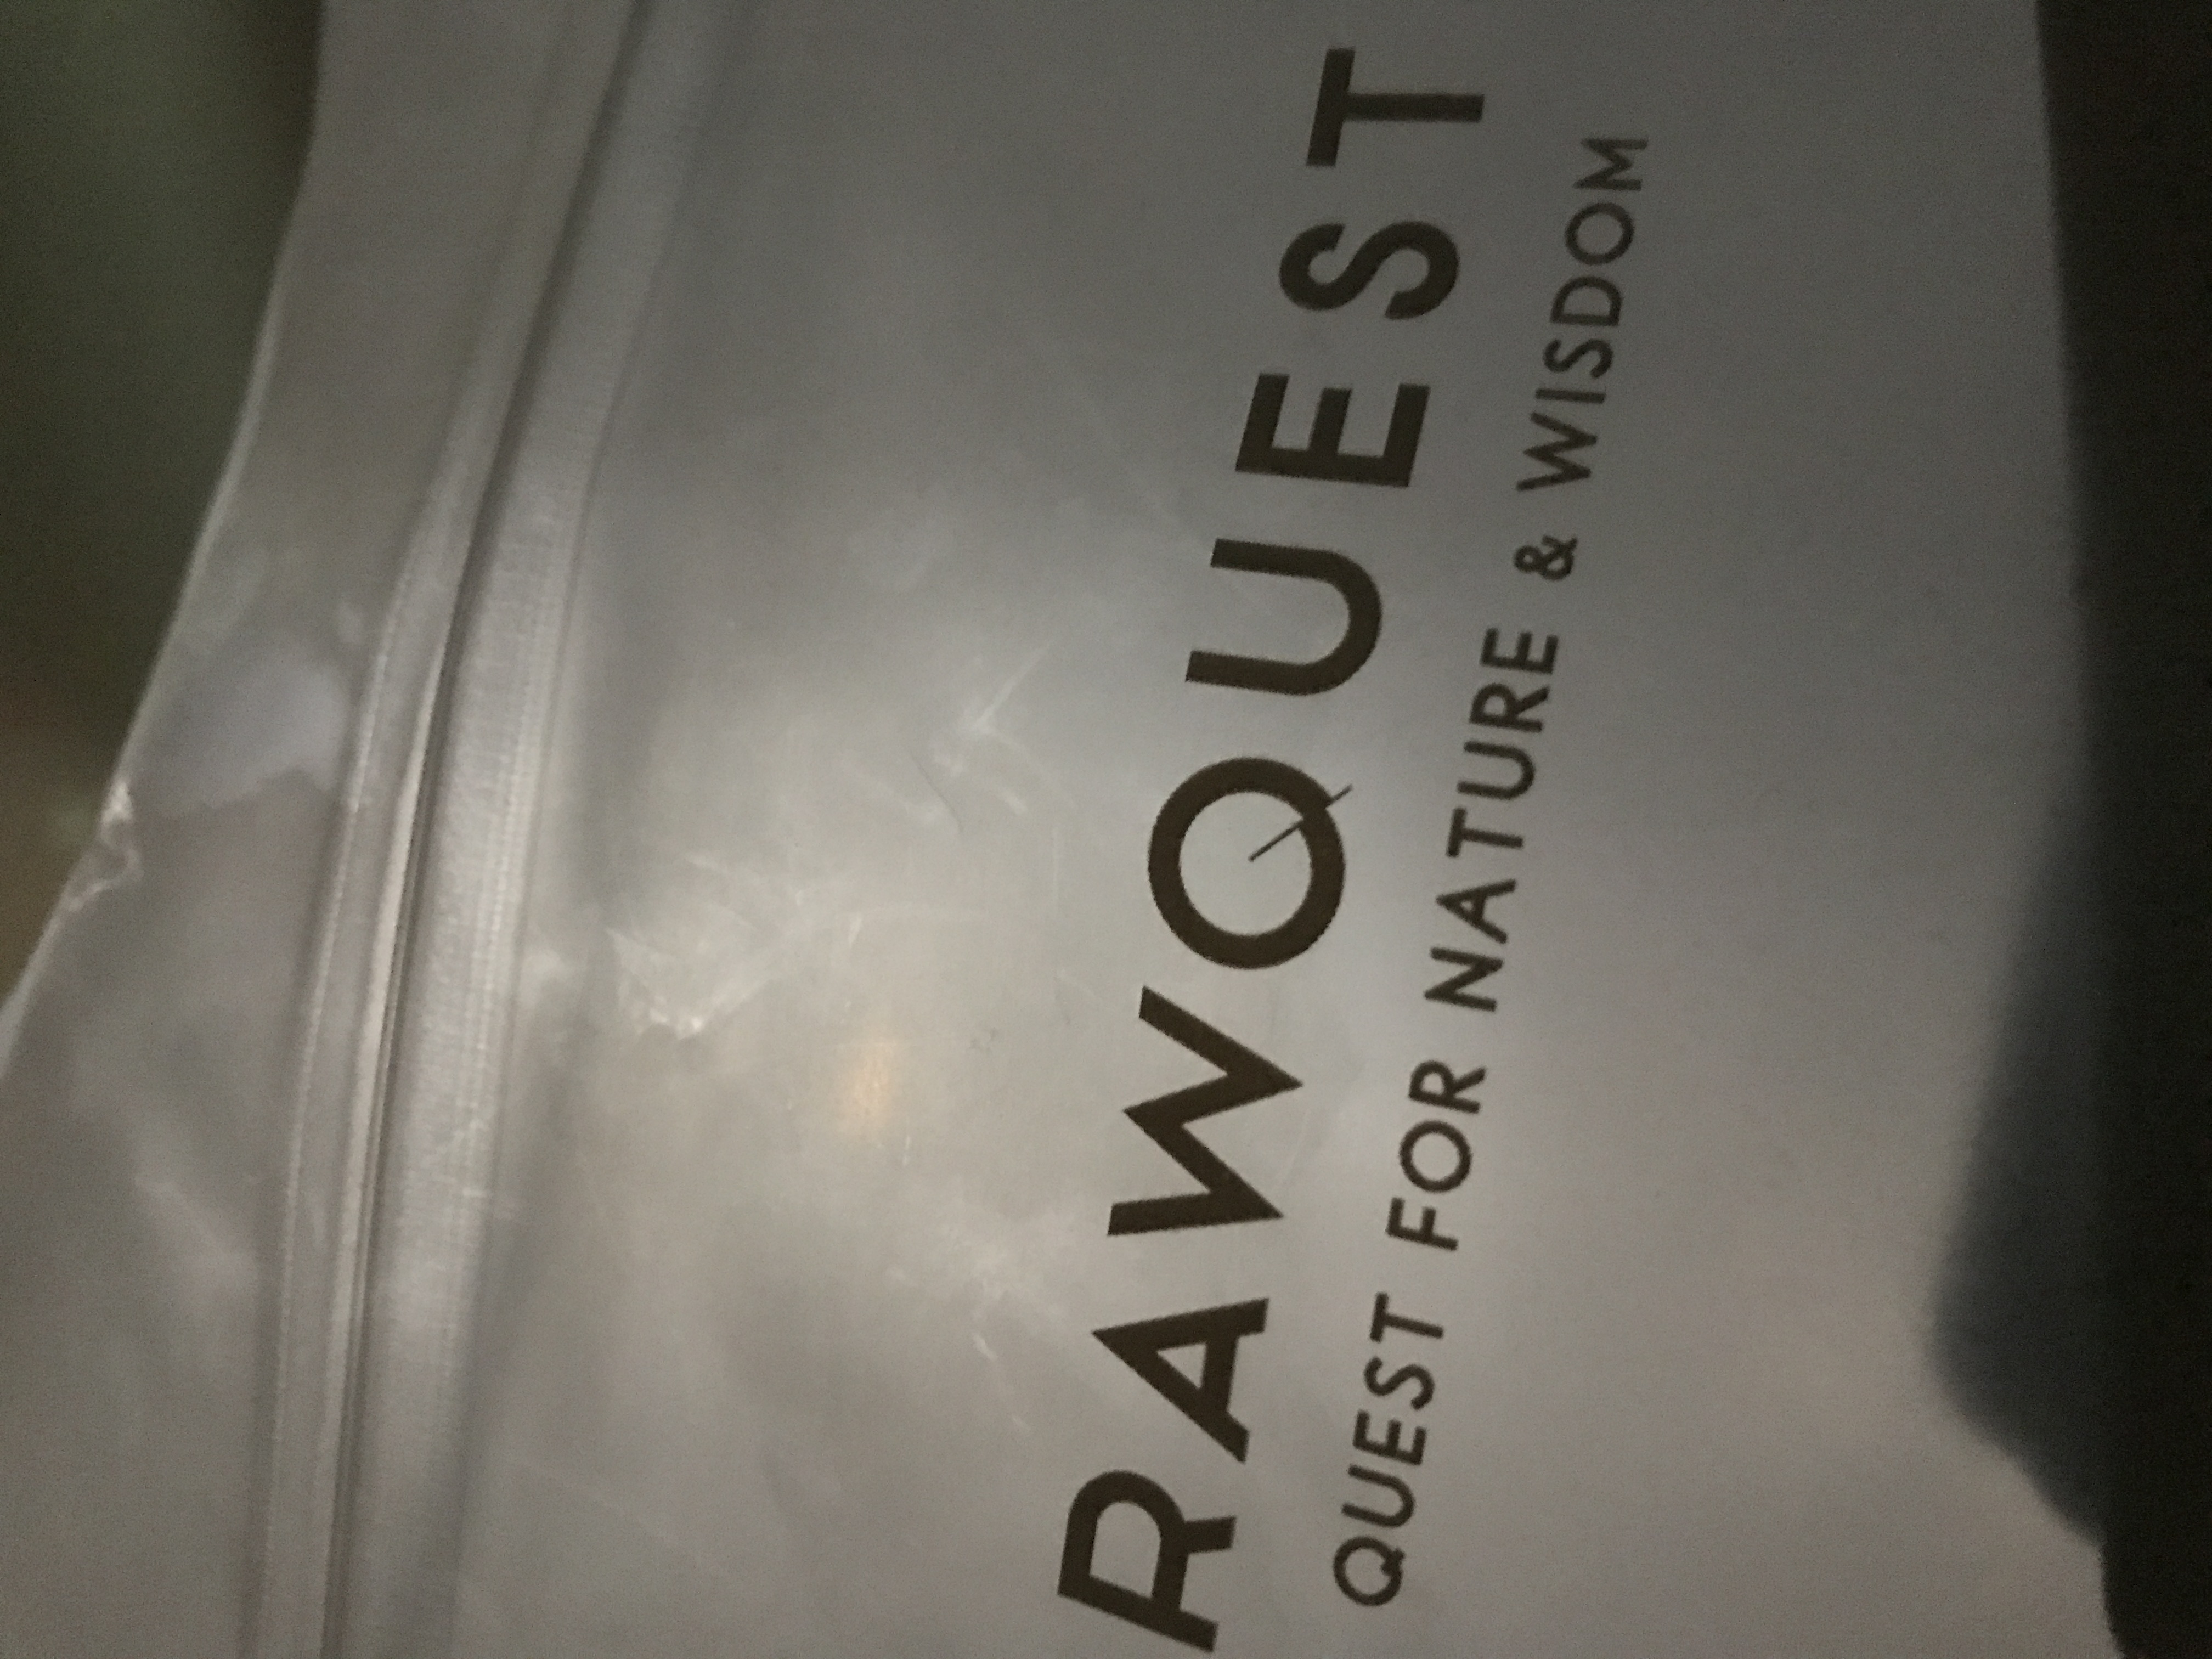 RAWQUEST
QUEST FOR NATURE & WISDOM